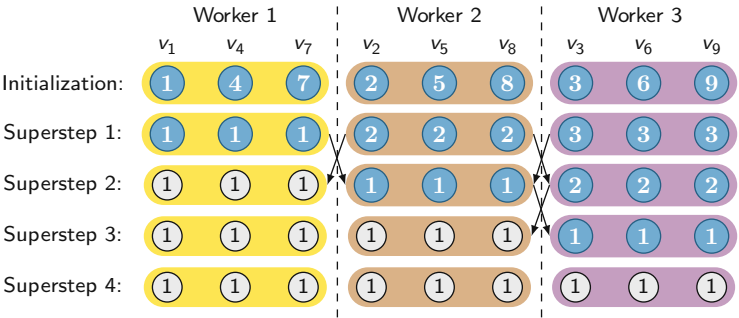 Worker 1 Worker 2 Worker 3
v1 v4 v7 v2 v5 v8 v3 v6 v9
Initialization: 1 4 7 2 5 8 3 6 9
Superstep 1: 1 1 1 2 2 2 3 3 3
Superstep 2: 1 1 1 1 1 1 2 2 2
Superstep 3: 1 1 1 1 1 1 1 1 1
Superstep 4: 1 1 1 1 1 1 1 1 1